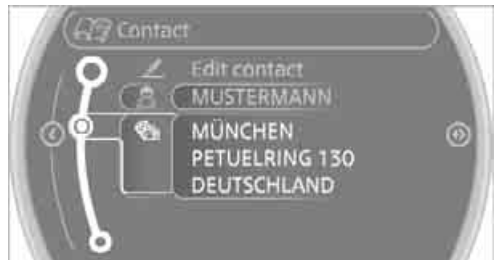 Contact
Edit contact
MUSTERMANN
MÜNCHEN
PETUELRING 130
DEUTSCHLAND